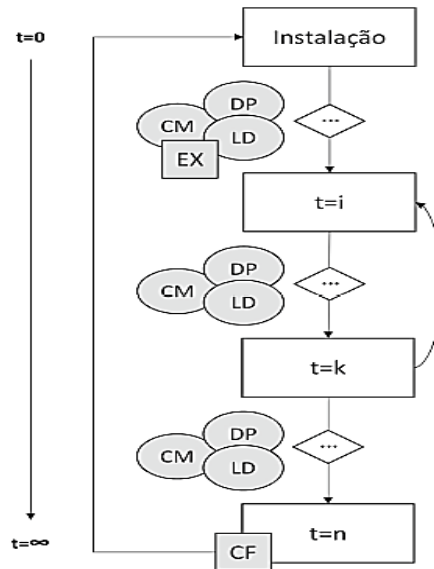 t=0
Instalação
DP
CM
LD
EX
...
t=i
DP
CM
LD
...
t=k
DP
CM
LD
...
t=∞
CF
t=n